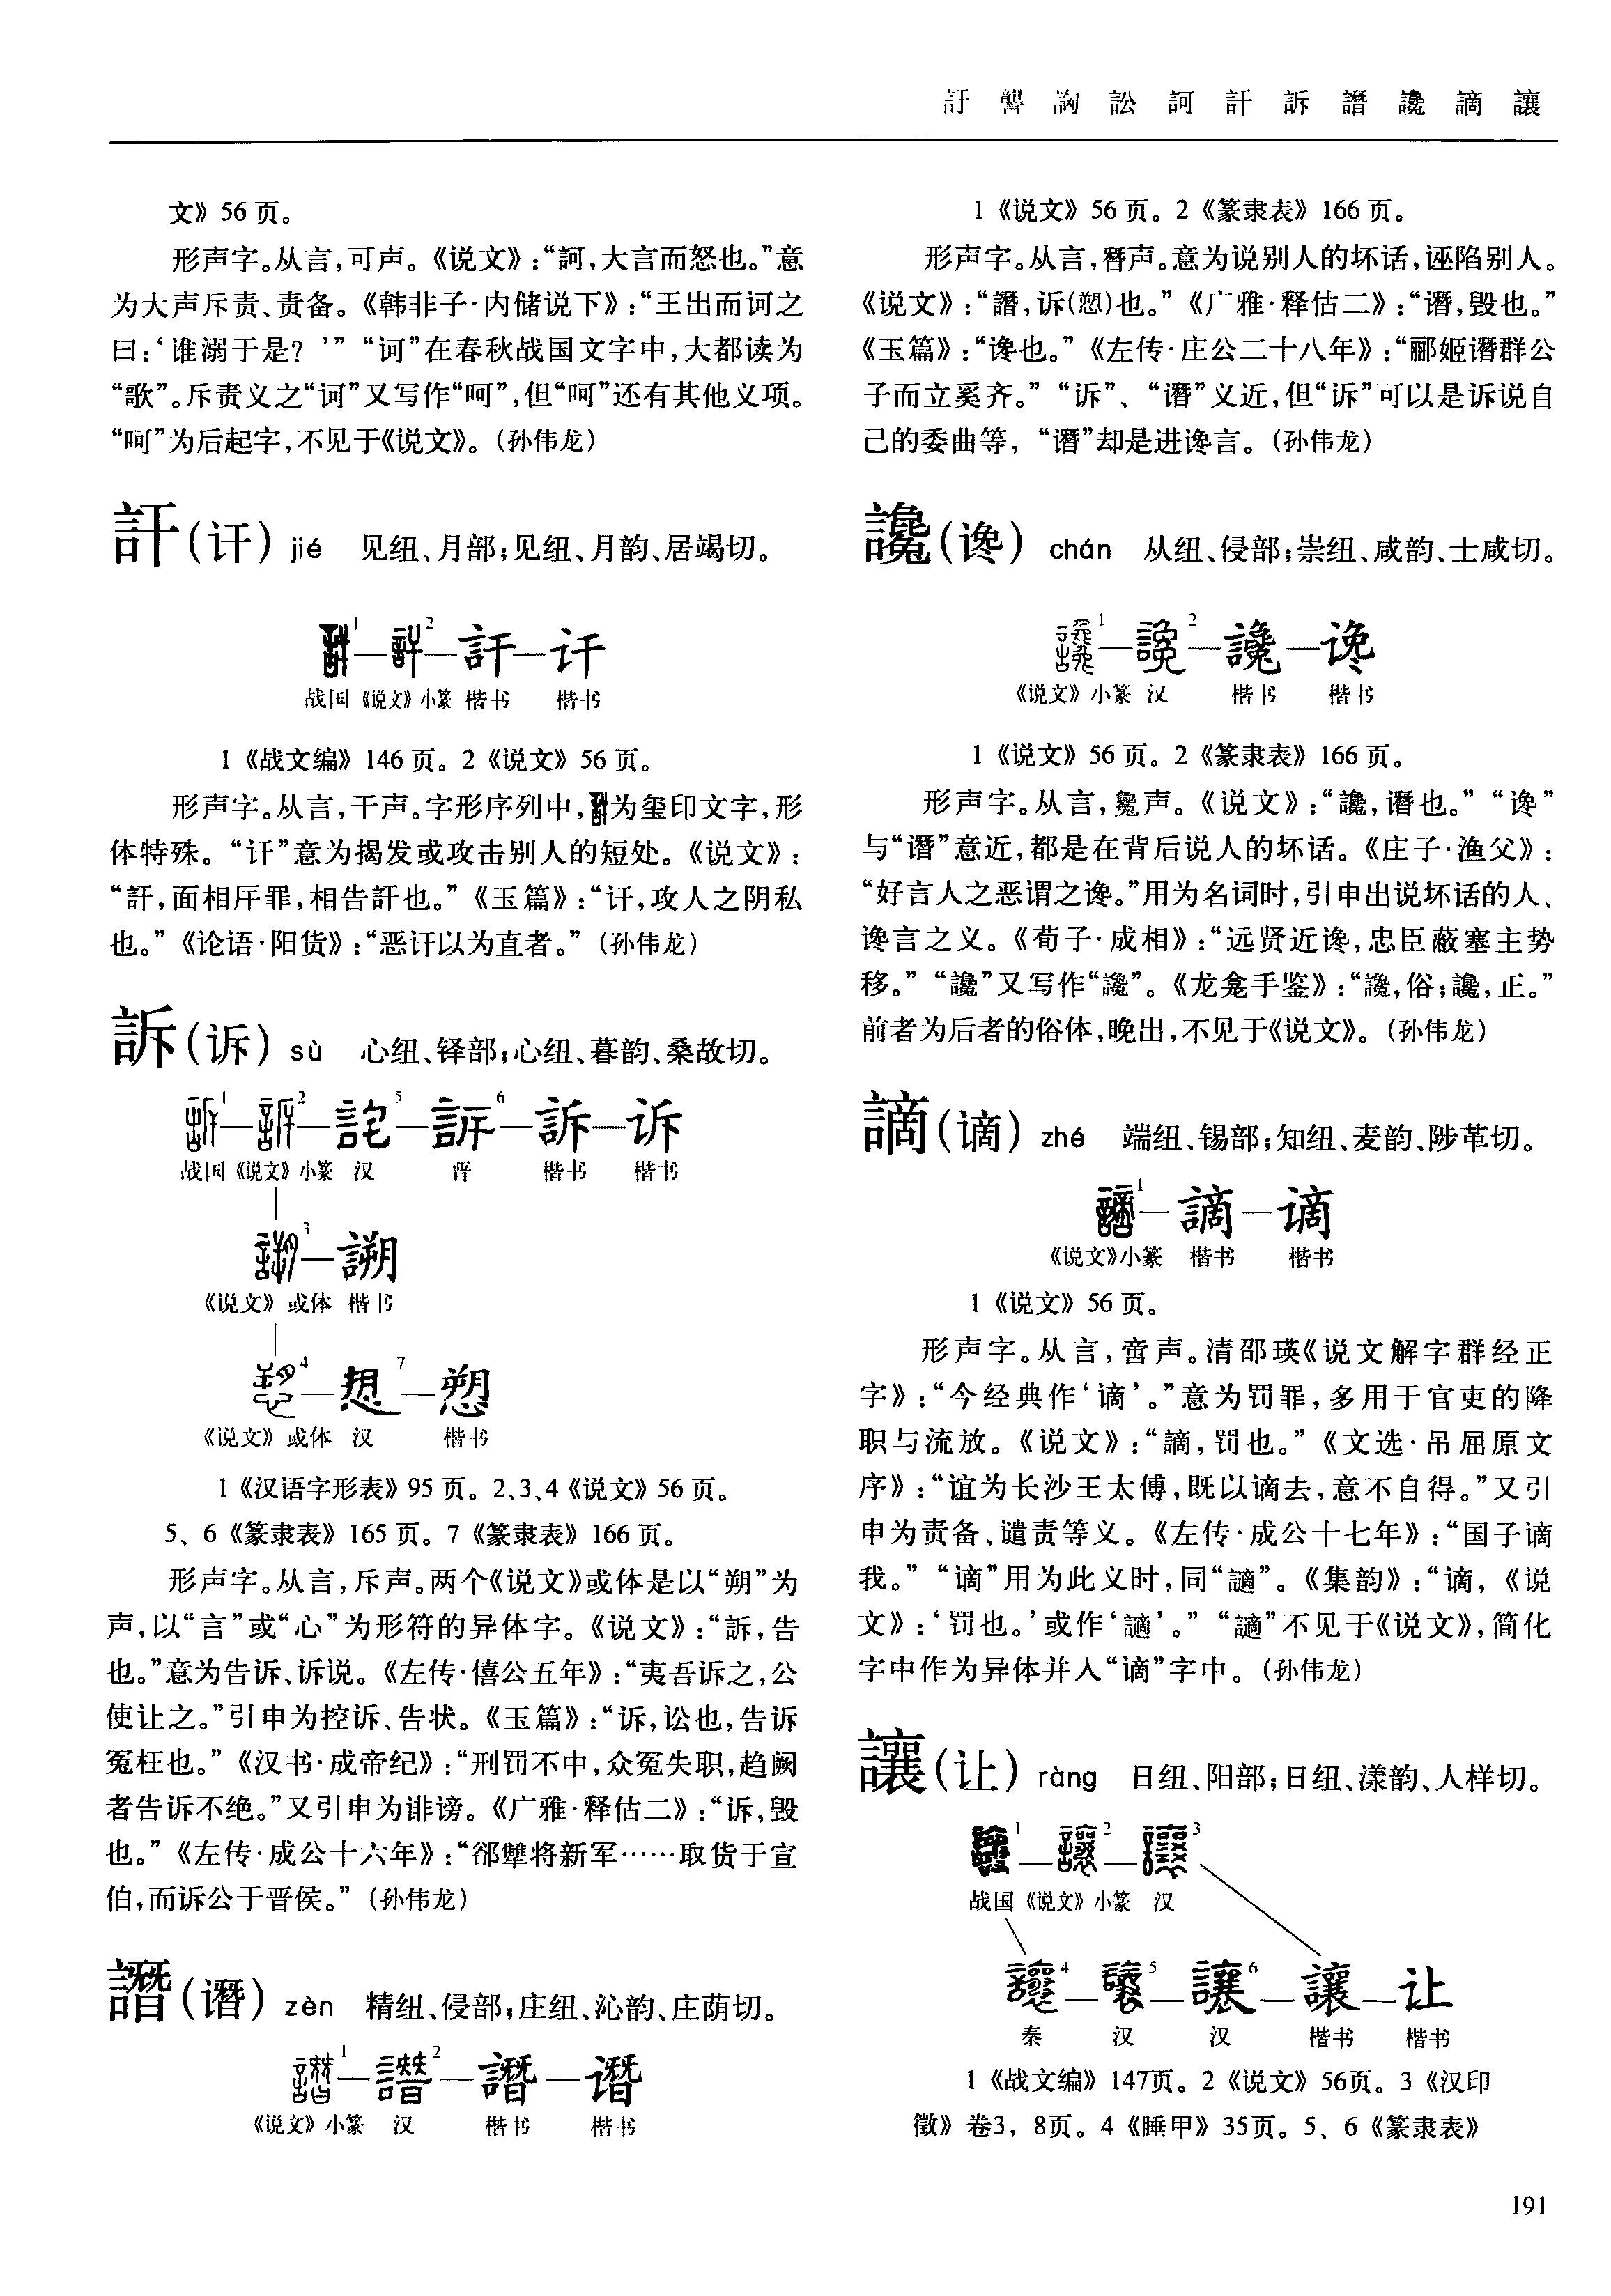 訏 讋 訩 訟 訶 訐 訴 譖 讒 謫 讓
文》56 页。
形声字。从言,可声。《说文》:“訶,大言而怒也。”意
为大声斥责、责备。《韩非子·内储说下》:“王出而诃之
曰:‘谁溺于是?’” “诃”在春秋战国文字中,大都读为
“歌”。斥责义之“诃”又写作“呵”,但“呵”还有其他义项。
“呵”为后起字,不见于《说文》。(孙伟龙)
訐(讦) jié 见纽、月部;见纽、月韵、居竭切。
1—2—訐—讦
战国 《说文》小篆 楷书 楷书
1《战文编》146 页。2《说文》56 页。
形声字。从言,干声。字形序列中,为玺印文字,形
体特殊。“讦”意为揭发或攻击别人的短处。《说文》:
“訐,面相厈罪,相告訐也。”《玉篇》:“讦,攻人之阴私
也。”《论语·阳货》:“恶讦以为直者。”(孙伟龙)
訴(诉) sù 心纽、铎部;心纽、暮韵、桑故切。
1—2—5—6—訴—诉
战国 《说文》小篆 汉 晋 楷书 楷书
3—謭
《说文》或体 楷书
4—7—愬
《说文》或体 汉 楷书
1《汉语字形表》95 页。2、3、4《说文》56 页。
5、6《篆隶表》165 页。7《篆隶表》166 页。
形声字。从言,斥声。两个《说文》或体是以“朔”为
声,以“言”或“心”为形符的异体字。《说文》:“訴,告
也。”意为告诉、诉说。《左传·僖公五年》:“夷吾诉之,公
使让之。”引申为控诉、告状。《玉篇》:“诉,讼也,告诉
冤枉也。”《汉书·成帝纪》:“刑罚不中,众冤失职,趋阙
者告诉不绝。”又引申为诽谤。《广雅·释估二》:“诉,毁
也。”《左传·成公十六年》:“郤犨将新军……取货于宣
伯,而诉公于晋侯。”(孙伟龙)
譖(谮) zèn 精纽、侵部;庄纽、沁韵、庄荫切。
1—2—譖—谮
《说文》小篆 汉 楷书 楷书
1《说文》56 页。2《篆隶表》166 页。
形声字。从言,朁声。意为说别人的坏话,诬陷别人。
《说文》:“譖,诉(愬)也。”《广雅·释估二》:“谮,毁也。”
《玉篇》:“谗也。”《左传·庄公二十八年》:“郦姬谮群公
子而立奚齐。” “诉”、“谮”义近,但“诉”可以是诉说自
己的委曲等,“谮”却是进谗言。(孙伟龙)
讒(谗) chán 从纽、侵部;崇纽、咸韵、士咸切。
1—2—讒—谗
《说文》小篆 汉 楷书 楷书
1《说文》56 页。2《篆隶表》166 页。
形声字。从言,毚声。《说文》:“讒,谮也。” “谗”
与“谮”意近,都是在背后说人的坏话。《庄子·渔父》:
“好言人之恶谓之谗。”用为名词时,引申出说坏话的人、
谗言之义。《荀子·成相》:“远贤近谗,忠臣蔽塞主势
移。” “讒”又写作“䜛”。《龙龛手鉴》:“䜛,俗;讒,正。”
前者为后者的俗体,晚出,不见于《说文》。(孙伟龙)
謫(谪) zhé 端纽、锡部;知纽、麦韵、陟革切。
1—謫—谪
《说文》小篆 楷书 楷书
1《说文》56 页。
形声字。从言,啻声。清邵瑛《说文解字群经正
字》:“今经典作‘谪’。”意为罚罪,多用于官吏的降
职与流放。《说文》:“謫,罚也。”《文选·吊屈原文
序》:“谊为长沙王太傅,既以谪去,意不自得。”又引
申为责备、谴责等义。《左传·成公十七年》:“国子谪
我。” “谪”用为此义时,同“讁”。《集韵》:“谪,《说
文》:‘罚也。’或作‘讁’。” “讁”不见于《说文》,简化
字中作为异体并入“谪”字中。(孙伟龙)
讓(让) ràng 日纽、阳部;日纽、漾韵、人样切。
1—2—3
战国 《说文》小篆 汉
4—5—6—讓—让
秦 汉 汉 楷书 楷书
1《战文编》147页。2《说文》56页。3《汉印
徵》卷3,8页。4《睡甲》35页。5、6《篆隶表》
191